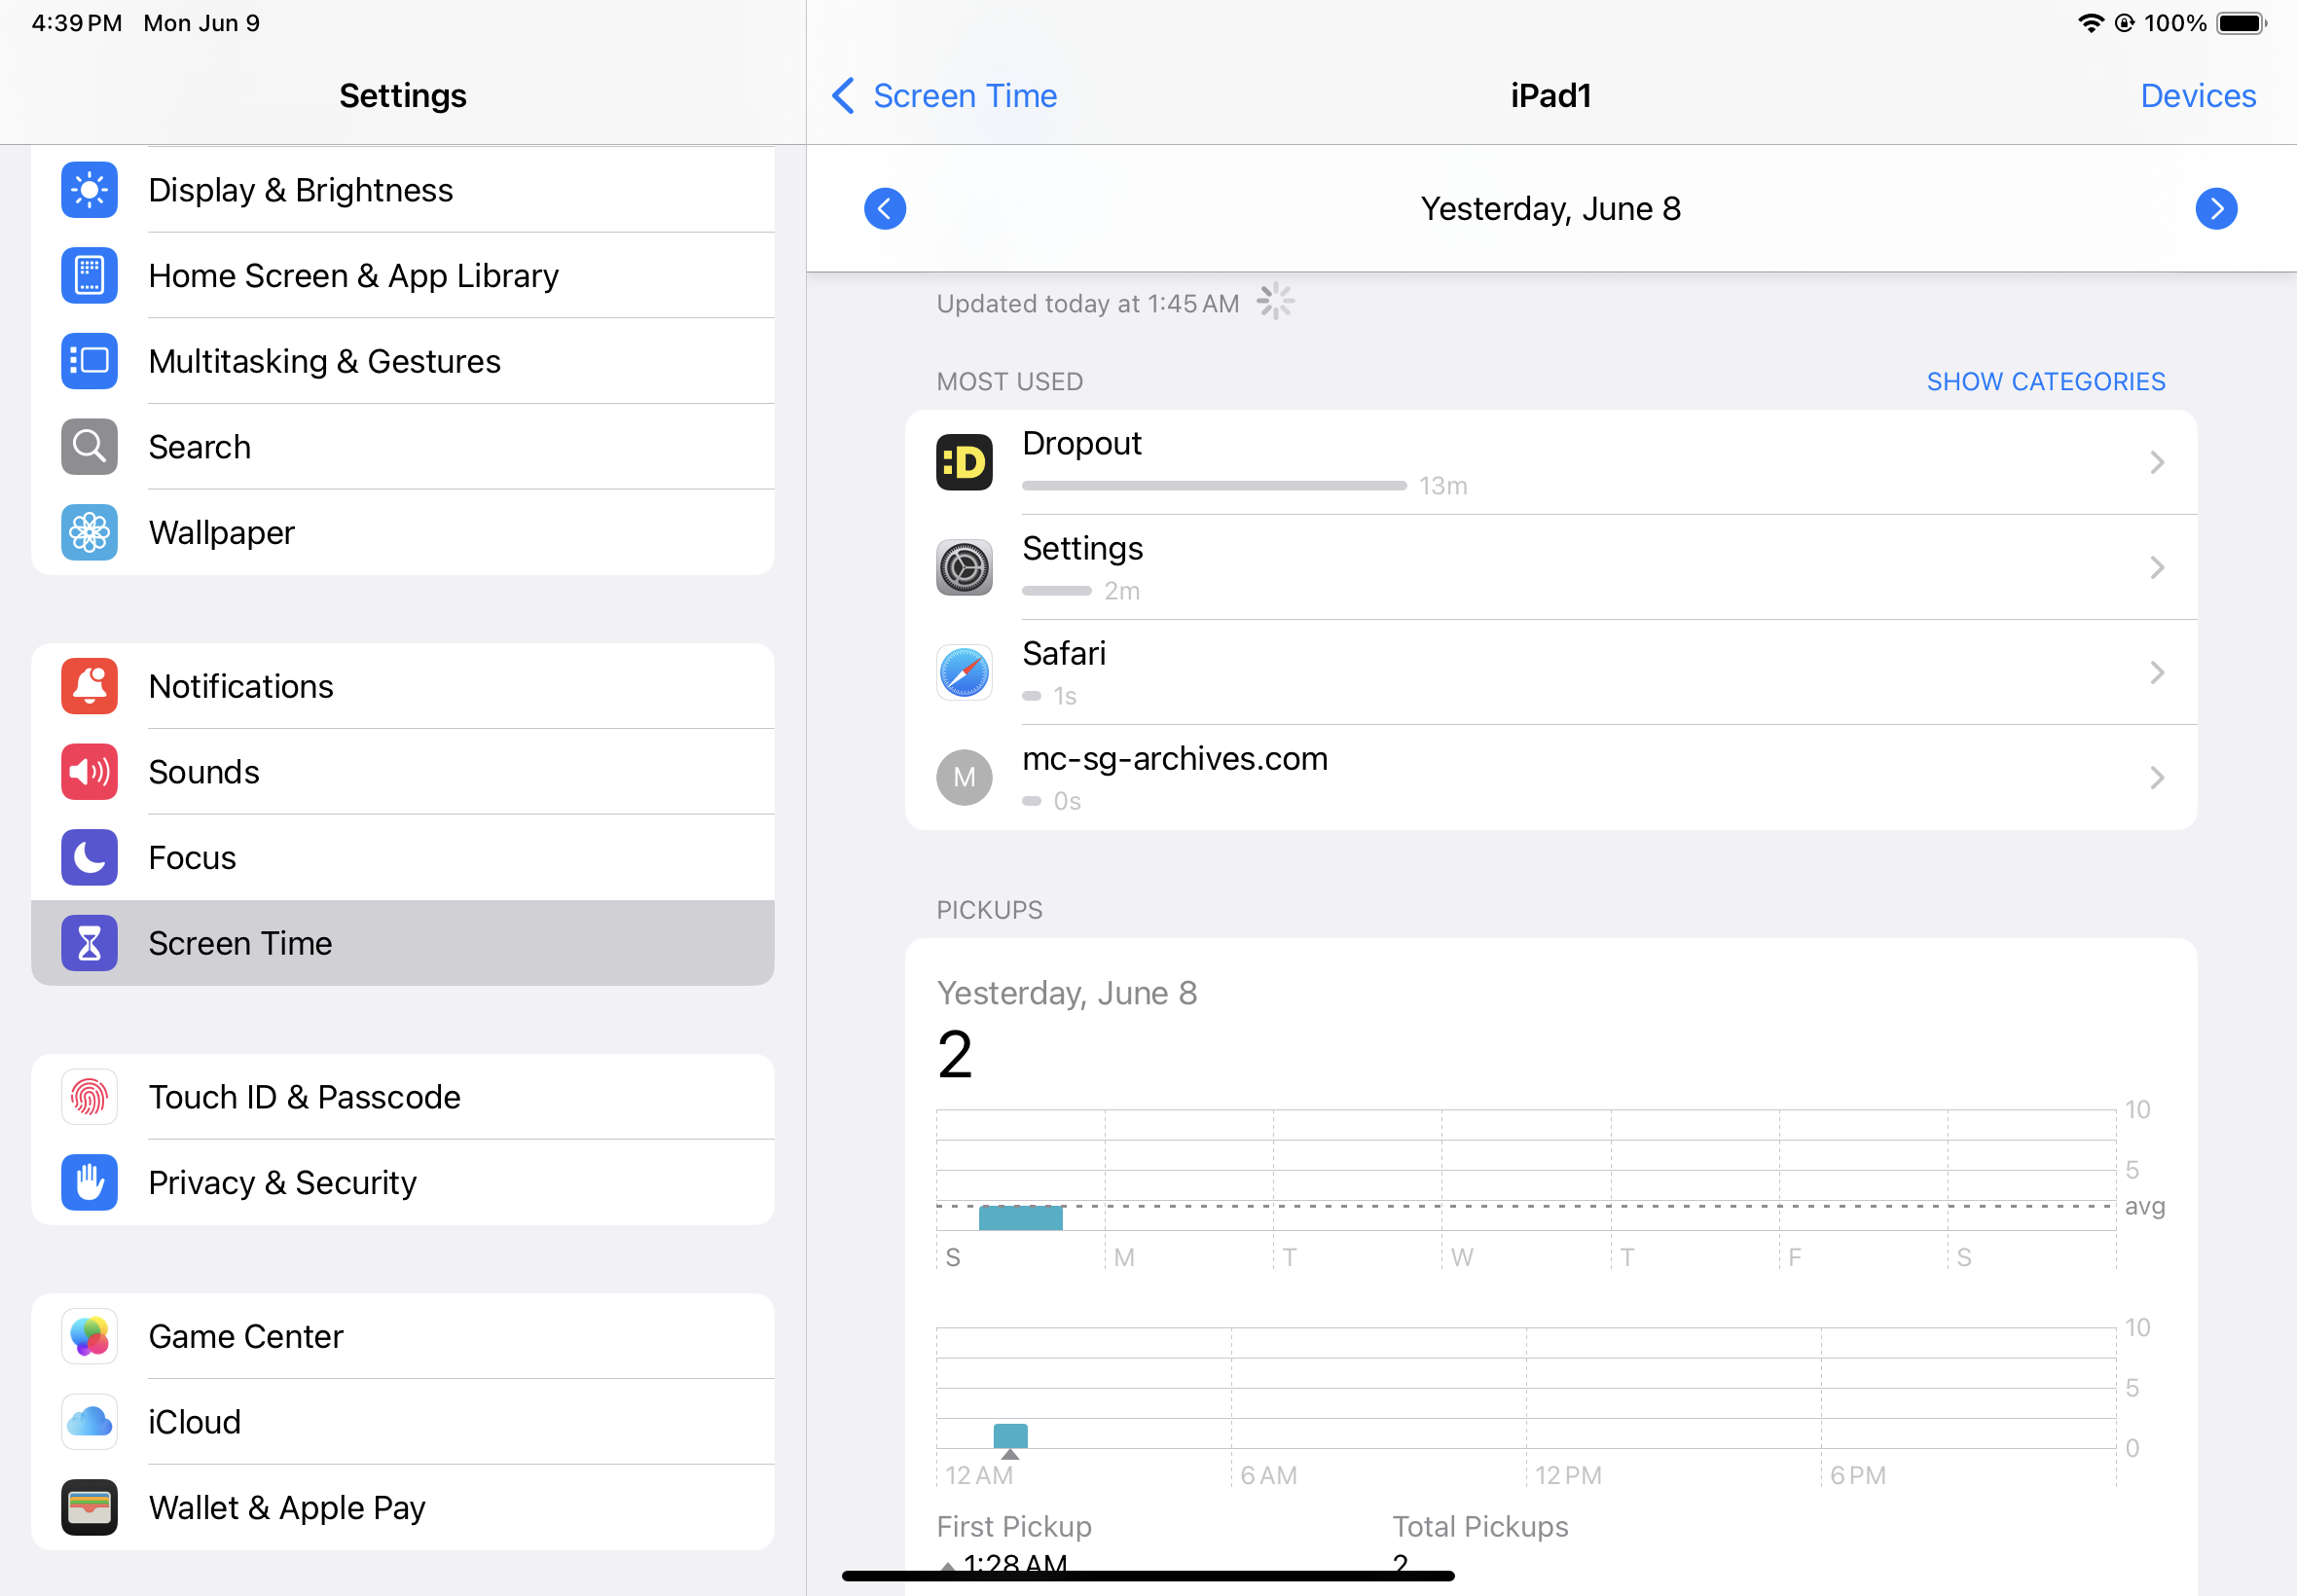 4:39 PM Mon Jun 9
100%
Settings
Display & Brightness
Home Screen & App Library
Multitasking & Gestures
Search
Wallpaper
Notifications
Sounds
Focus
Screen Time
Touch ID & Passcode
Privacy & Security
Game Center
iCloud
Wallet & Apple Pay
Screen Time
iPad1
Devices
Yesterday, June 8
Updated today at 1:45 AM
MOST USED
SHOW CATEGORIES
:D
Dropout
13m
Settings
2m
Safari
1s
M
mc-sg-archives.com
0s
PICKUPS
Yesterday, June 8
2
10
5
avg
S M T W T F S
10
5
0
12 AM 6 AM 12 PM 6 PM
First Pickup Total Pickups
1:28 AM 2